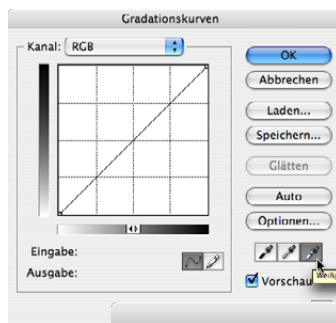 Gradationskurven
Kanal: RGB
OK
Abbrechen
Laden...
Speichern...
Glätten
Auto
Optionen...
Eingabe:
Ausgabe:
Vorschau